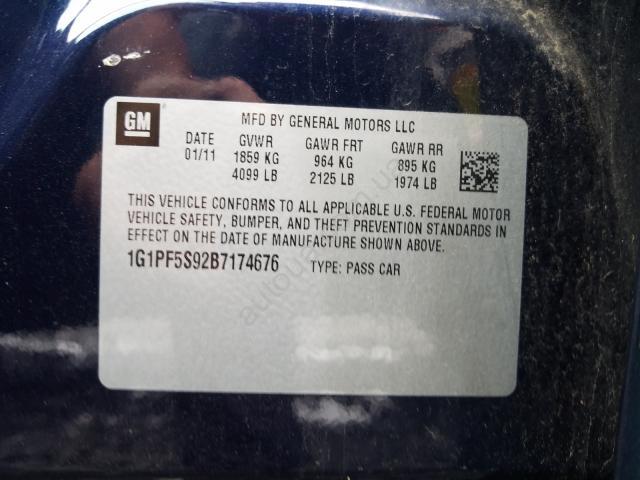 GM ®
MFD BY GENERAL MOTORS LLC
DATE GVWR GAWR FRT GAWR RR
01/11 1859 KG 964 KG 895 KG
4099 LB 2125 LB 1974 LB
THIS VEHICLE CONFORMS TO ALL APPLICABLE U.S. FEDERAL MOTOR
VEHICLE SAFETY, BUMPER, AND THEFT PREVENTION STANDARDS IN
EFFECT ON THE DATE OF MANUFACTURE SHOWN ABOVE.
1G1PF5S92B7174676 TYPE: PASS CAR